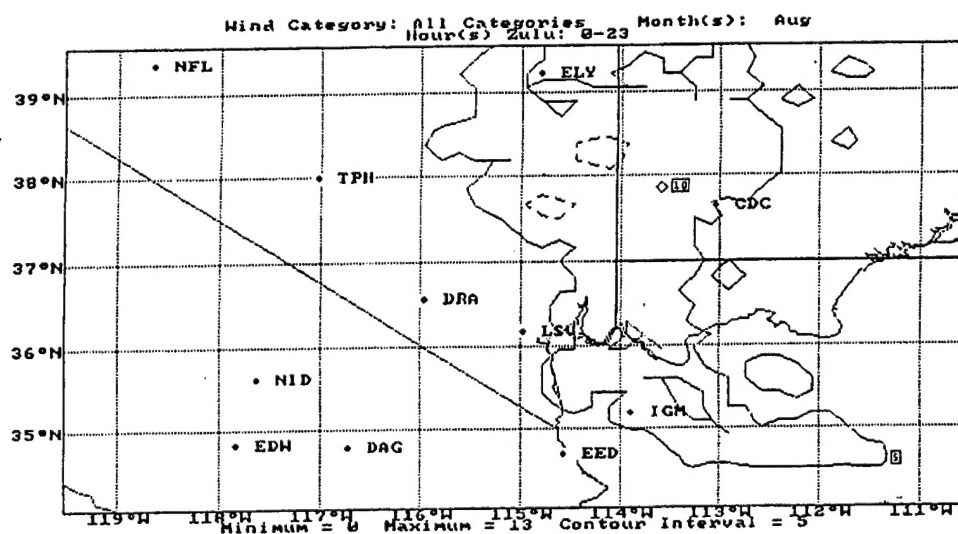 Wind Category: All Categories Month(s): Aug
Hour(s) Zulu: 0-23
NFL
ELY
39°N
TPH
38°N
10
CDC
37°N
DRA
LSV
36°N
NID
IGM
35°N
EDW
DAG
EED
5
119°W 118°W 117°W 116°W 115°W 114°W 113°W 112°W 111°W
Minimum = 0 Maximum = 13 Contour Interval = 5